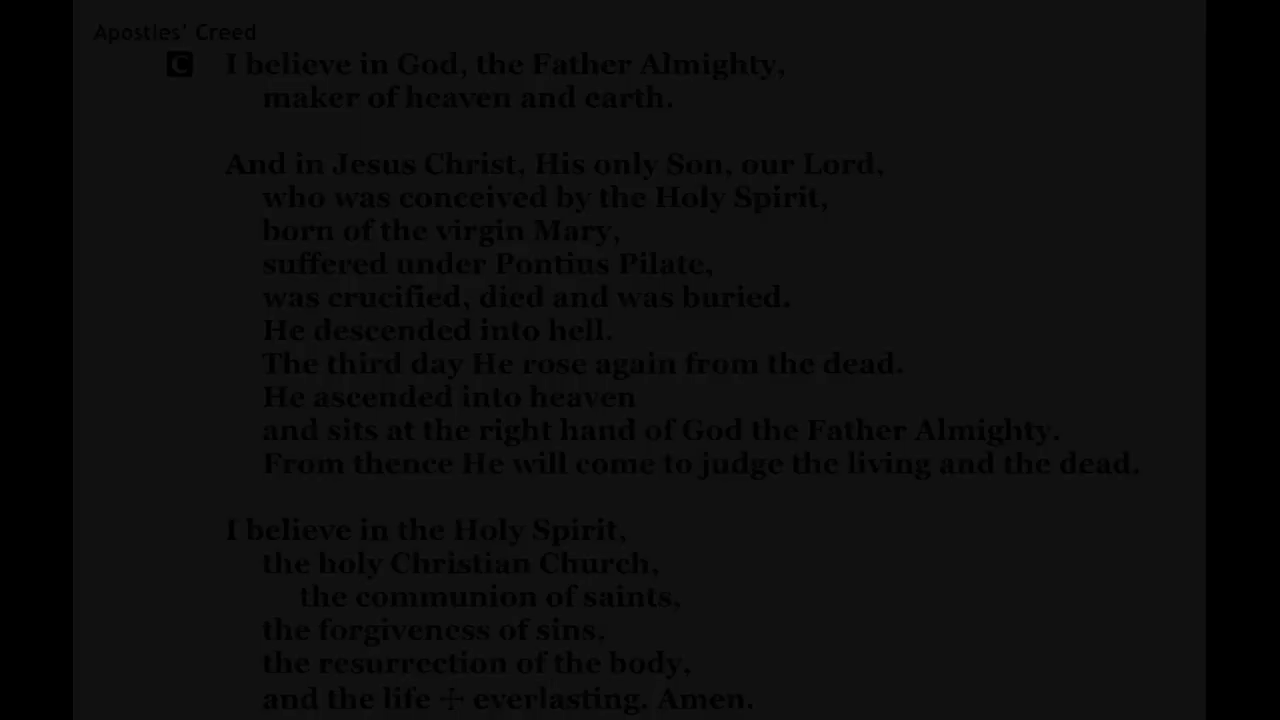 Apostles' Creed
C I believe in God, the Father Almighty,
maker of heaven and earth.
And in Jesus Christ, His only Son, our Lord,
who was conceived by the Holy Spirit,
born of the virgin Mary,
suffered under Pontius Pilate,
was crucified, died and was buried.
He descended into hell.
The third day He rose again from the dead.
He ascended into heaven
and sits at the right hand of God the Father Almighty.
From thence He will come to judge the living and the dead.
I believe in the Holy Spirit,
the holy Christian Church,
the communion of saints,
the forgiveness of sins,
the resurrection of the body,
and the life ☩ everlasting. Amen.